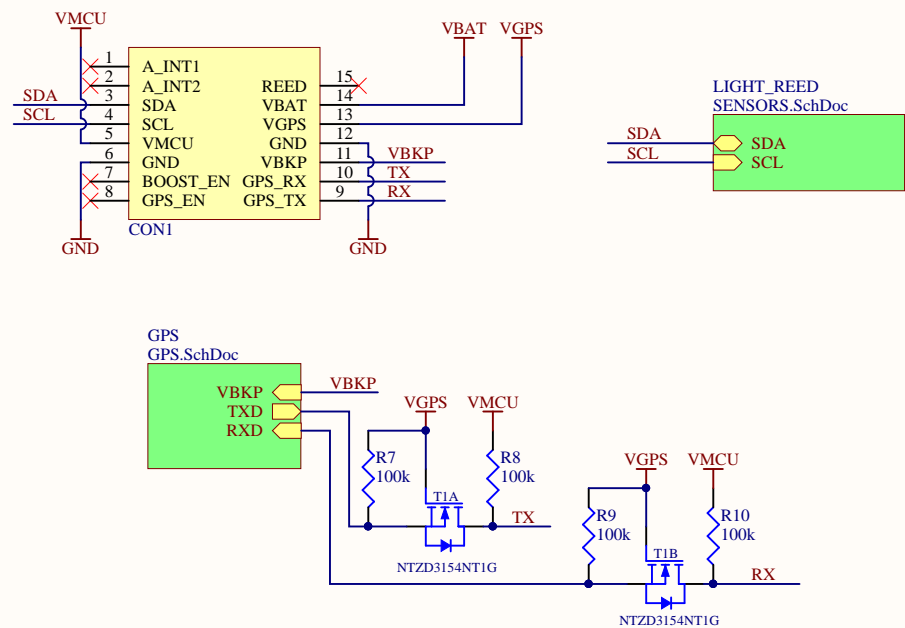 VMCU
1 A_INT1
2 A_INT2
SDA 3 SDA
SCL 4 SCL
5 VMCU
6 GND
7 BOOST_EN
8 GPS_EN
GND
CON1
VBAT VGPS
REED 15
VBAT 14
VGPS 13
GND 12
VBKP 11 VBKP
GPS_RX 10 TX
GPS_TX 9 RX
GND
LIGHT_REED
SENSORS.SchDoc
SDA SDA
SCL SCL
GPS
GPS.SchDoc
VBKP VBKP
TXD
RXD
VGPS VMCU
R7
100k
R8
100k
T1A
TX
NTZD3154NT1G
VGPS VMCU
R9
100k
R10
100k
T1B
RX
NTZD3154NT1G